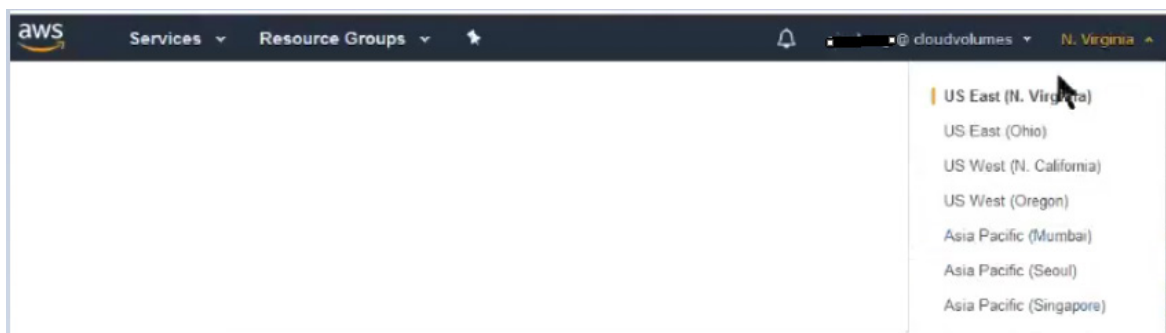 aws Services Resource Groups @ cloudvolumes N. Virginia
US East (N. Virginia)
US East (Ohio)
US West (N. California)
US West (Oregon)
Asia Pacific (Mumbai)
Asia Pacific (Seoul)
Asia Pacific (Singapore)